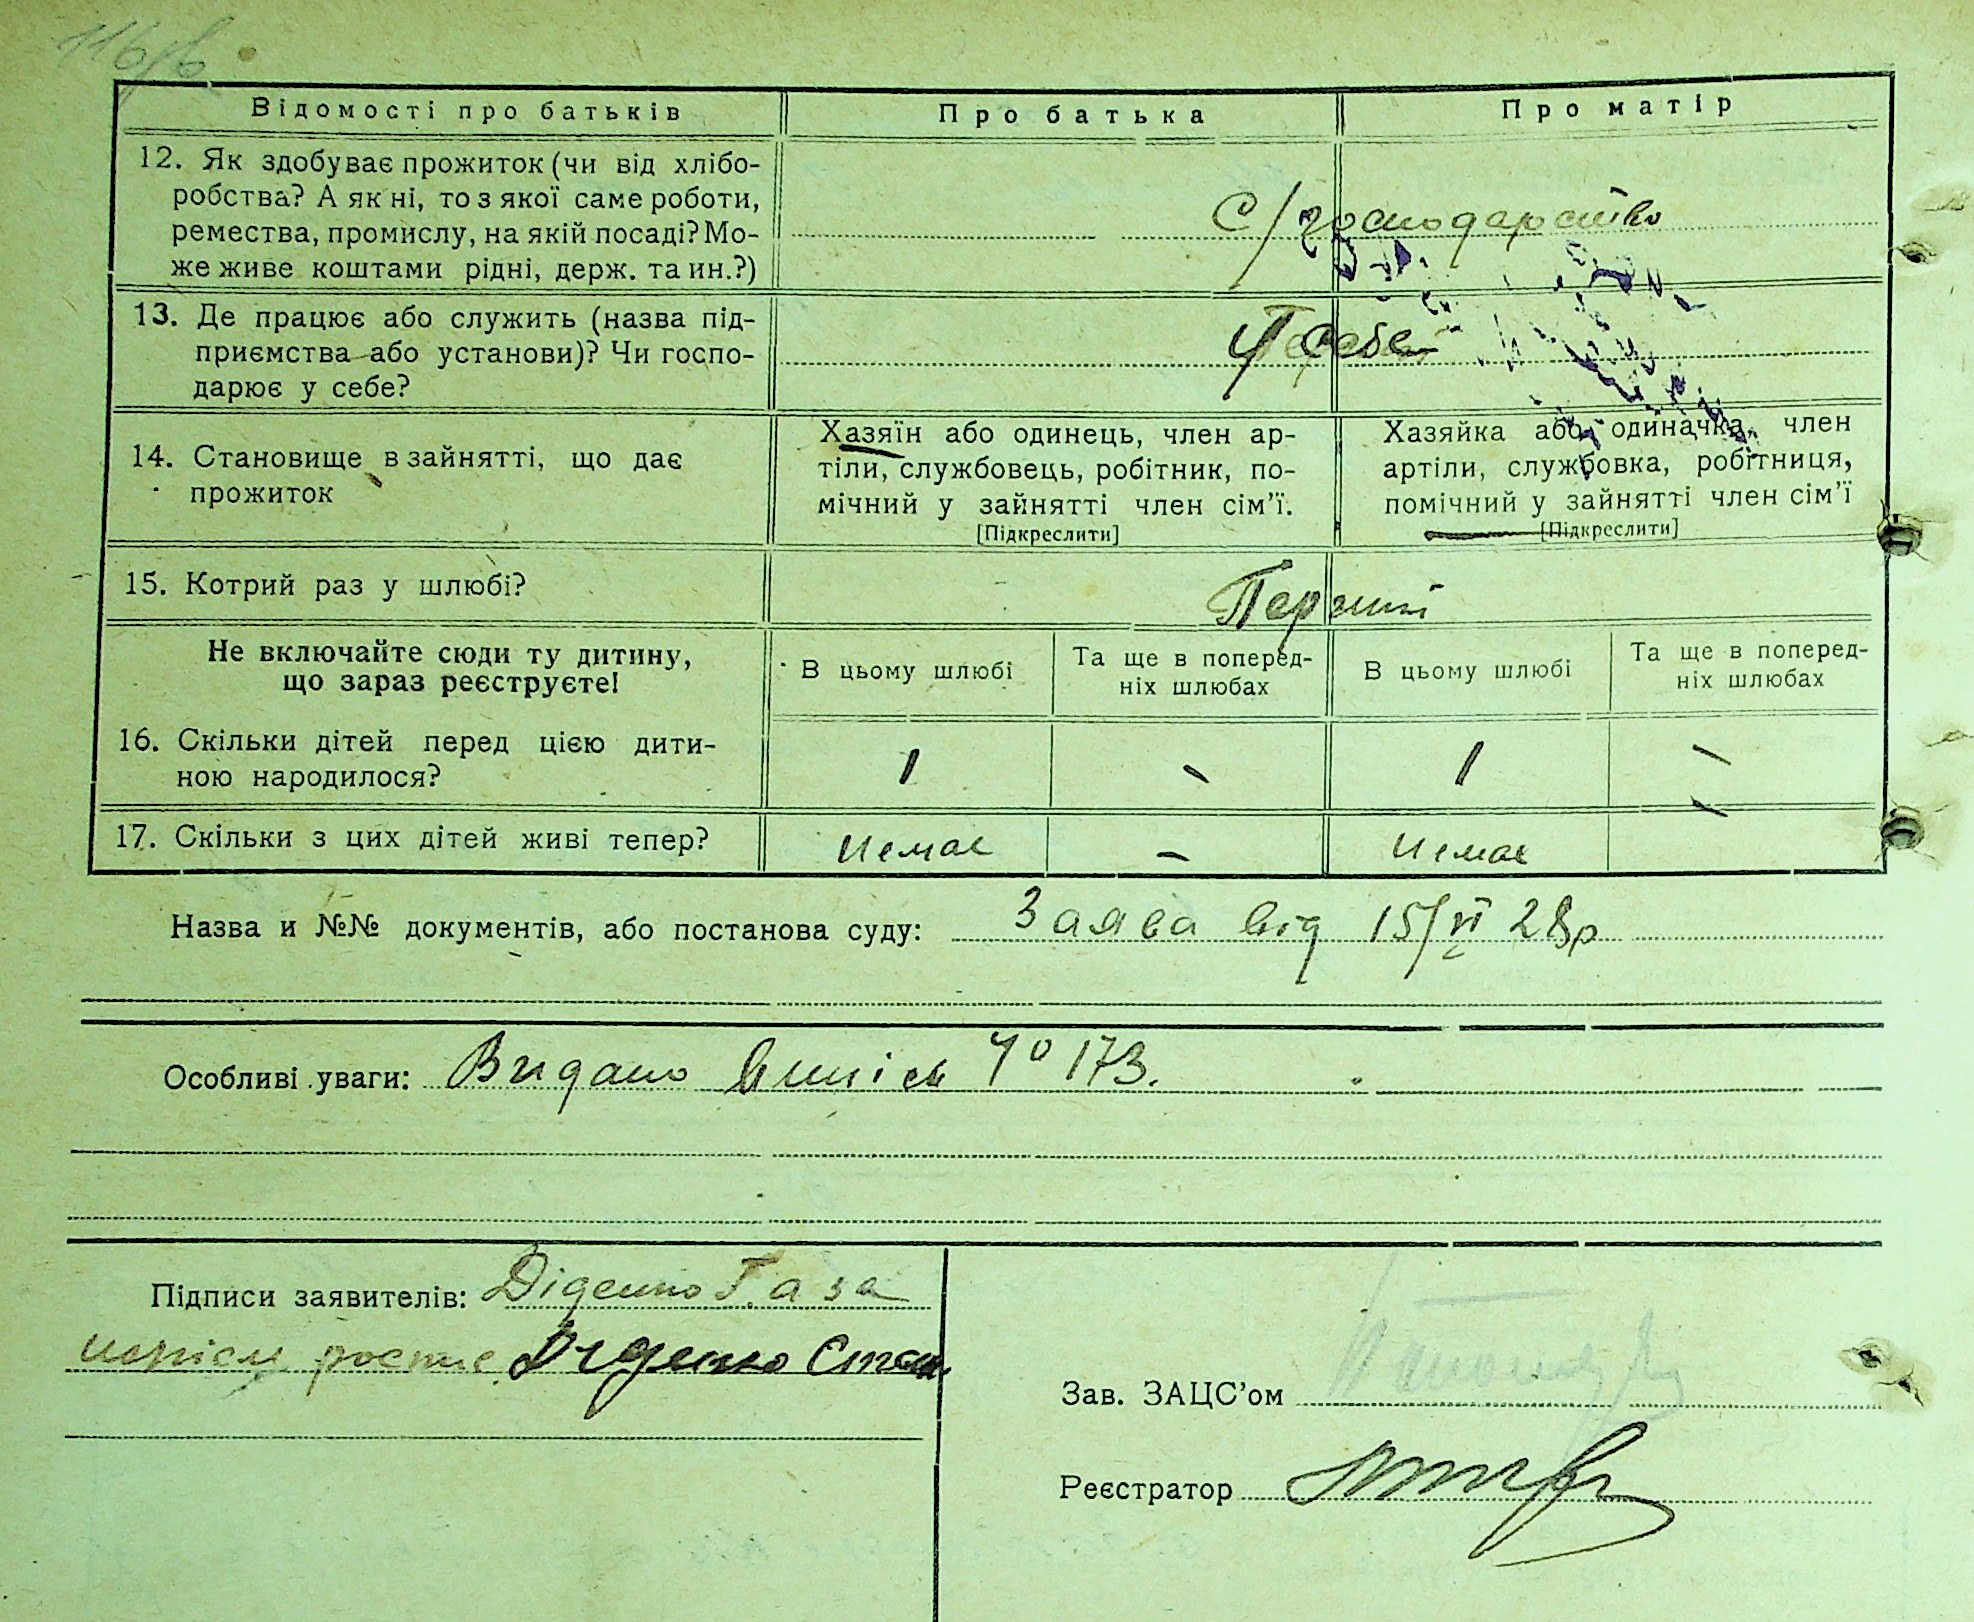 116/в
Відомості про батьків
Про батька
Про матір
12. Як здобуває прожиток (чи від хлібо-
робства? А як ні, то з якої саме роботи,
ремества, промислу, на якій посаді? Мо-
же живе коштами рідні, держ. та ин.?)
С/господарство
13. Де працює або служить (назва під-
приємства або установи)? Чи госпо-
дарює у себе?
У себе
14. Становище в зайнятті, що дає
прожиток
Хазяїн або одинець, член ар-
тіли, службовець, робітник, по-
мічний у зайнятті член сім'ї.
[Підкреслити]
Хазяйка або одиначка, член
артіли, службовка, робітниця,
помічний у зайнятті член сім'ї
[Підкреслити]
15. Котрий раз у шлюбі?
Перший
Не включайте сюди ту дитину,
що зараз реєструєте!
В цьому шлюбі
Та ще в поперед-
ніх шлюбах
В цьому шлюбі
Та ще в поперед-
ніх шлюбах
16. Скільки дітей перед цією дити-
ною народилося?
1 - 1 -
17. Скільки з цих дітей живі тепер?
немає - немає
Назва и №№ документів, або постанова суду: Заява від 15/VI 28р
Особливі уваги: Видано випись № 173.
Підписи заявителів: Діденко
Діденко Степ.
Зав. ЗАЦС'ом
Реєстратор